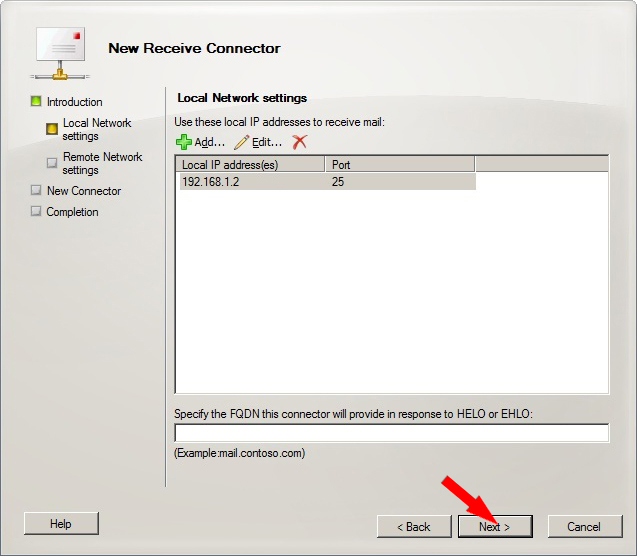 New Receive Connector
Introduction
Local Network
settings
Remote Network
settings
New Connector
Completion
Local Network settings
Use these local IP addresses to receive mail:
Add... Edit...
Local IP address(es) Port
192.168.1.2 25
Specify the FQDN this connector will provide in response to HELO or EHLO:
(Example:mail.contoso.com)
Help < Back Next > Cancel